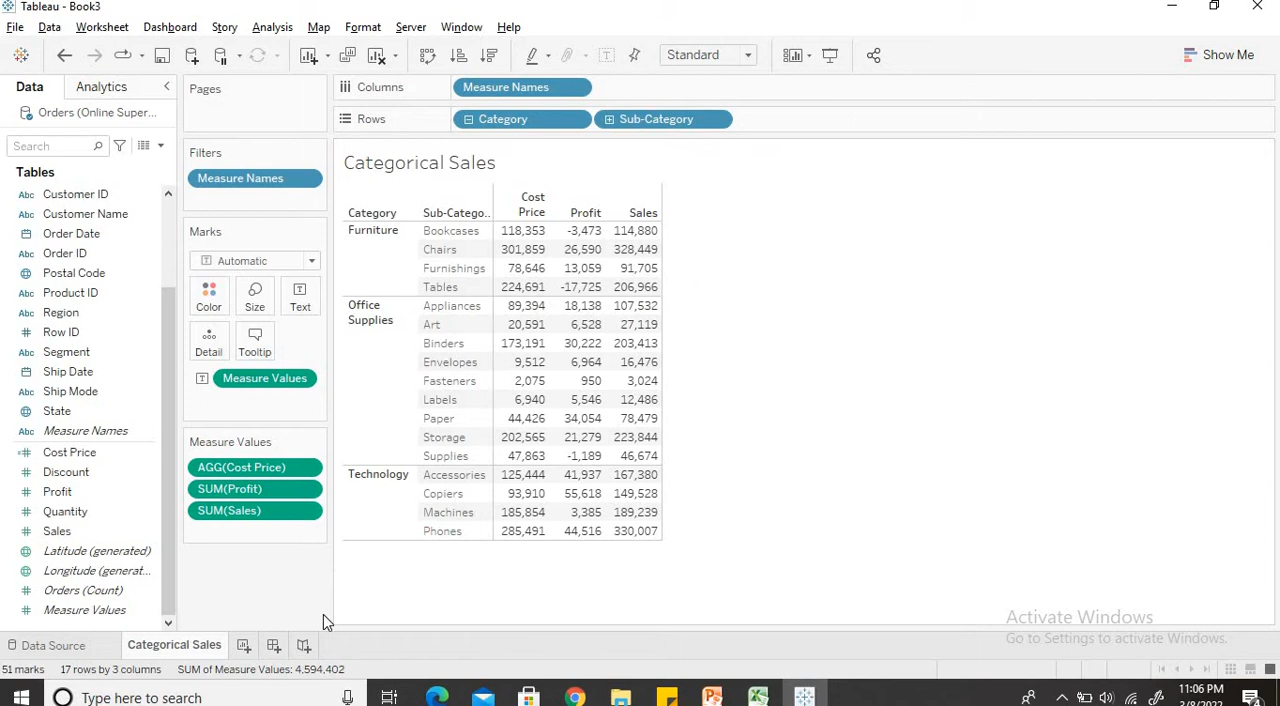 Tableau - Book3
File Data Worksheet Dashboard Story Analysis Map Format Server Window Help
Standard
Show Me
Data Analytics
Orders (Online Super...
Search
Tables
Abc Customer ID
Abc Customer Name
Order Date
Abc Order ID
Postal Code
Abc Product ID
Abc Region
# Row ID
Abc Segment
Ship Date
Abc Ship Mode
State
Abc Measure Names
Cost Price
# Discount
# Profit
# Quantity
# Sales
Latitude (generated)
Longitude (generat...
# Orders (Count)
# Measure Values
Pages
Filters
Measure Names
Marks
Automatic
Color Size Text
Detail Tooltip
Measure Values
Measure Values
AGG(Cost Price)
SUM(Profit)
SUM(Sales)
Columns Measure Names
Rows Category Sub-Category
Categorical Sales
Category Sub-Catego.. Cost Price Profit Sales
Furniture Bookcases 118,353 -3,473 114,880
Chairs 301,859 26,590 328,449
Furnishings 78,646 13,059 91,705
Tables 224,691 -17,725 206,966
Office Supplies Appliances 89,394 18,138 107,532
Art 20,591 6,528 27,119
Binders 173,191 30,222 203,413
Envelopes 9,512 6,964 16,476
Fasteners 2,075 950 3,024
Labels 6,940 5,546 12,486
Paper 44,426 34,054 78,479
Storage 202,565 21,279 223,844
Supplies 47,863 -1,189 46,674
Technology Accessories 125,444 41,937 167,380
Copiers 93,910 55,618 149,528
Machines 185,854 3,385 189,239
Phones 285,491 44,516 330,007
Activate Windows
Go to Settings to activate Windows.
Data Source Categorical Sales
51 marks 17 rows by 3 columns SUM of Measure Values: 4,594,402
Type here to search
11:06 PM
3/8/2022